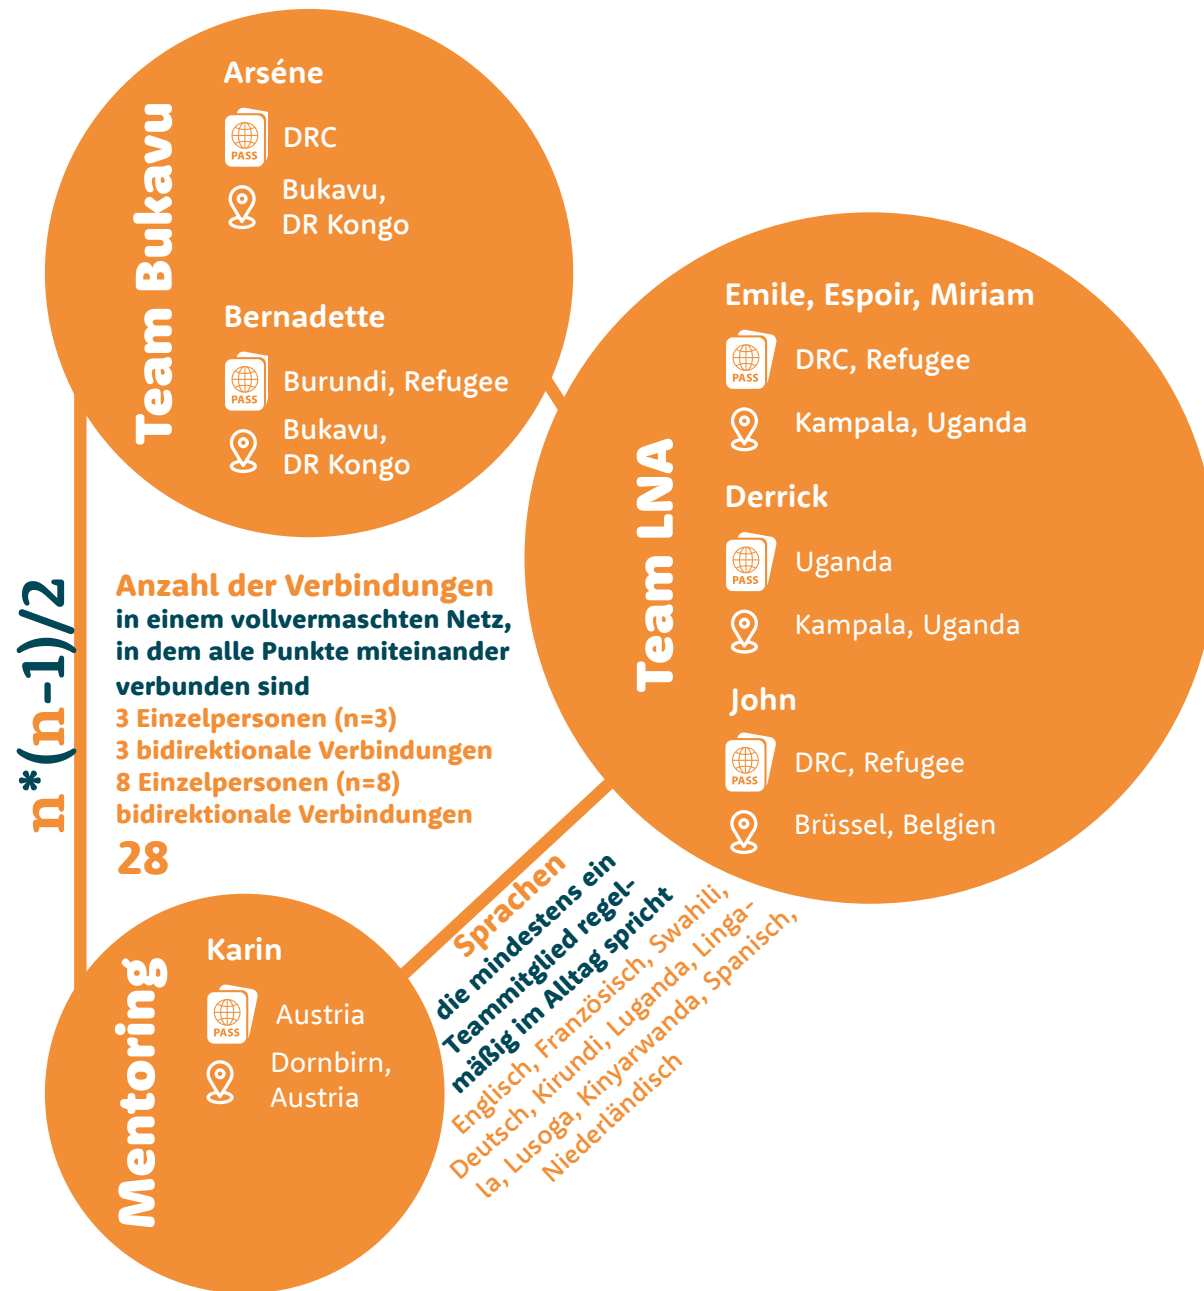 Team Bukavu
Arséne
PASS
DRC
Bukavu,
DR Kongo
Bernadette
PASS
Burundi, Refugee
Bukavu,
DR Kongo
Team LNA
Emile, Espoir, Miriam
PASS
DRC, Refugee
Kampala, Uganda
Derrick
PASS
Uganda
Kampala, Uganda
John
PASS
DRC, Refugee
Brüssel, Belgien
n*(n-1)/2
Anzahl der Verbindungen
in einem vollvermaschten Netz,
in dem alle Punkte miteinander
verbunden sind
3 Einzelpersonen (n=3)
3 bidirektionale Verbindungen
8 Einzelpersonen (n=8)
bidirektionale Verbindungen
28
Sprachen
die mindestens ein
Teammitglied regel-
mäßig im Alltag spricht
Englisch, Französisch, Swahili,
Deutsch, Kirundi, Luganda, Linga-
la, Lusoga, Kinyarwanda, Spanisch,
Niederländisch
Mentoring
Karin
PASS
Austria
Dornbirn,
Austria